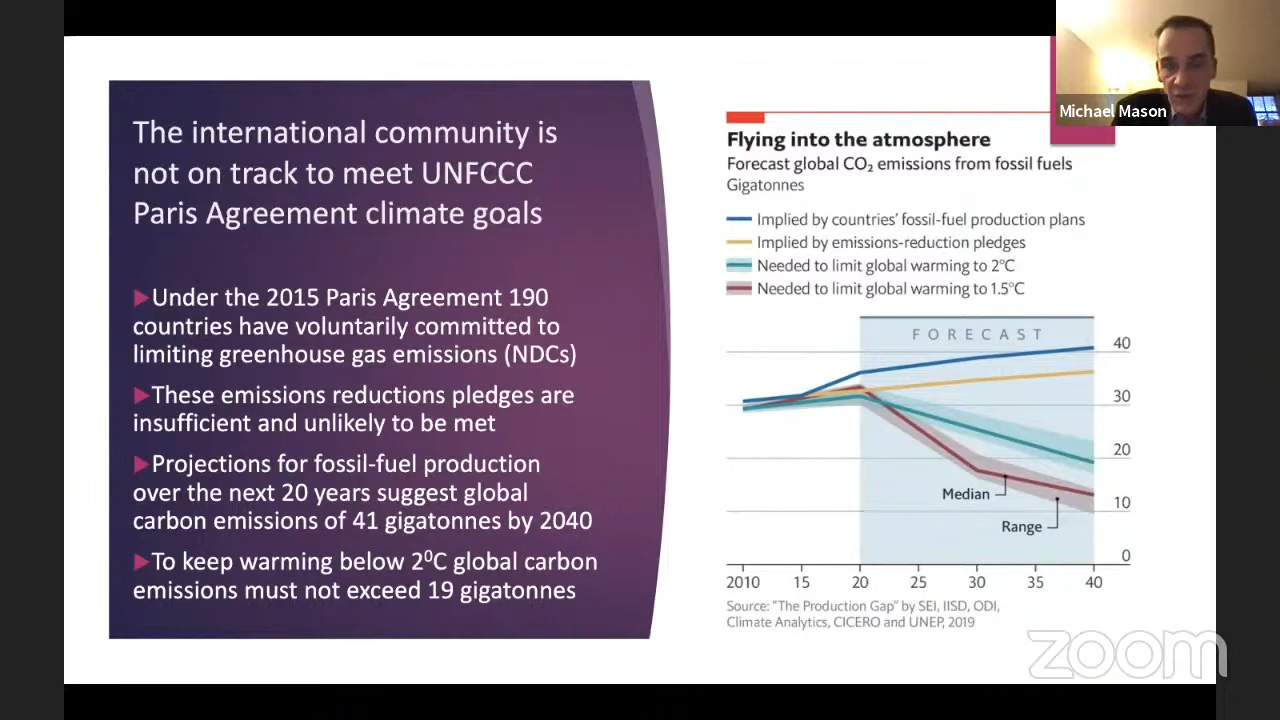 The international community is
not on track to meet UNFCCC
Paris Agreement climate goals
▶Under the 2015 Paris Agreement 190
countries have voluntarily committed to
limiting greenhouse gas emissions (NDCs)
▶These emissions reductions pledges are
insufficient and unlikely to be met
▶Projections for fossil-fuel production
over the next 20 years suggest global
carbon emissions of 41 gigatonnes by 2040
▶To keep warming below 2⁰C global carbon
emissions must not exceed 19 gigatonnes
Michael Mason
Flying into the atmosphere
Forecast global CO₂ emissions from fossil fuels
Gigatonnes
Implied by countries' fossil-fuel production plans
Implied by emissions-reduction pledges
Needed to limit global warming to 2°C
Needed to limit global warming to 1.5°C
FORECAST
40
30
20
10
0
Median
Range
2010 15 20 25 30 35 40
Source: "The Production Gap" by SEI, IISD, ODI,
Climate Analytics, CICERO and UNEP, 2019
zoom